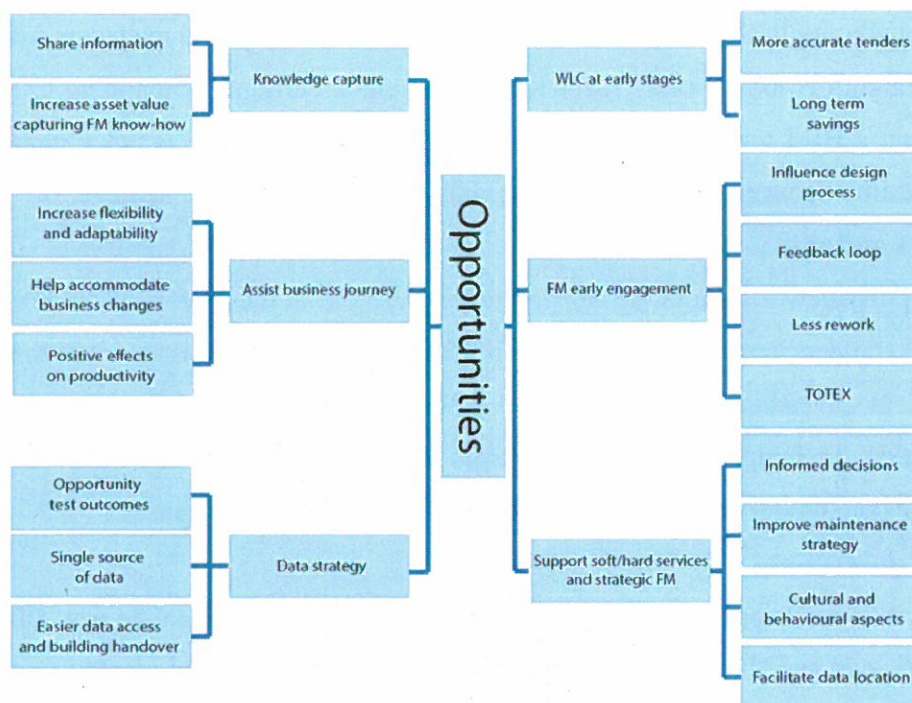 Share information
Increase asset value
capturing FM know-how
Knowledge capture
Increase flexibility
and adaptability
Help accommodate
business changes
Positive effects
on productivity
Assist business journey
Opportunity
test outcomes
Single source
of data
Easier data access
and building handover
Data strategy
Opportunities
WLC at early stages
More accurate tenders
Long term
savings
FM early engagement
Influence design
process
Feedback loop
Less rework
TOTEX
Support soft/hard services
and strategic FM
Informed decisions
Improve maintenance
strategy
Cultural and
behavioural aspects
Facilitate data location